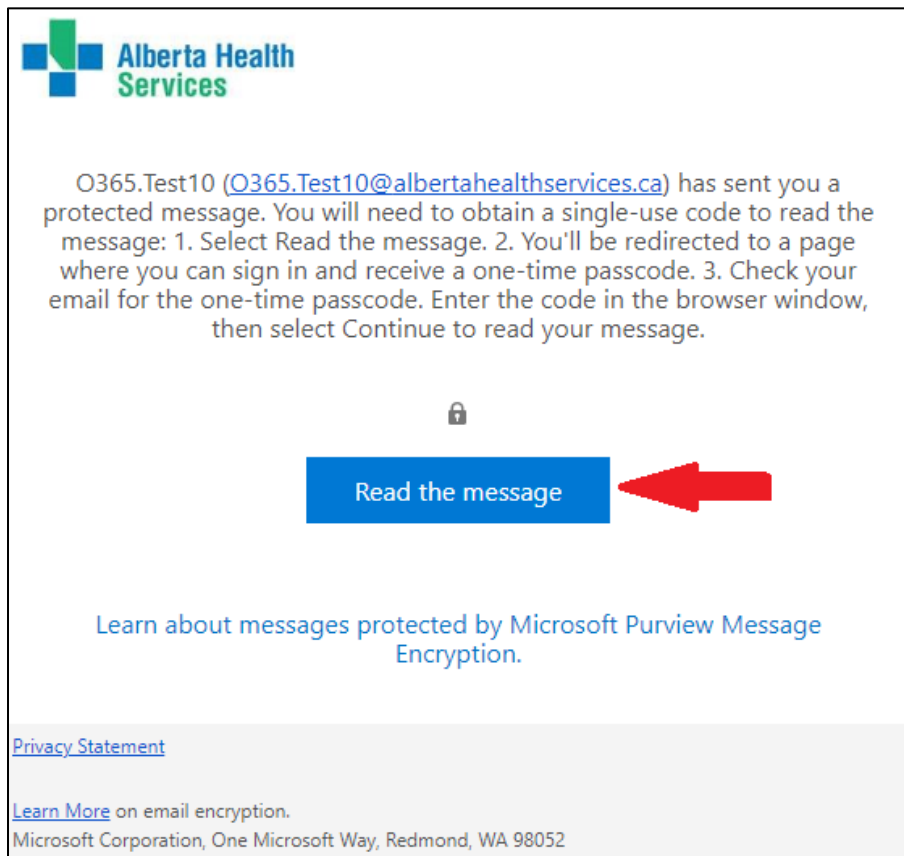 Alberta Health
Services
O365.Test10 (O365.Test10@albertahealthservices.ca) has sent you a
protected message. You will need to obtain a single-use code to read the
message: 1. Select Read the message. 2. You'll be redirected to a page
where you can sign in and receive a one-time passcode. 3. Check your
email for the one-time passcode. Enter the code in the browser window,
then select Continue to read your message.
Read the message
Learn about messages protected by Microsoft Purview Message
Encryption.
Privacy Statement
Learn More on email encryption.
Microsoft Corporation, One Microsoft Way, Redmond, WA 98052